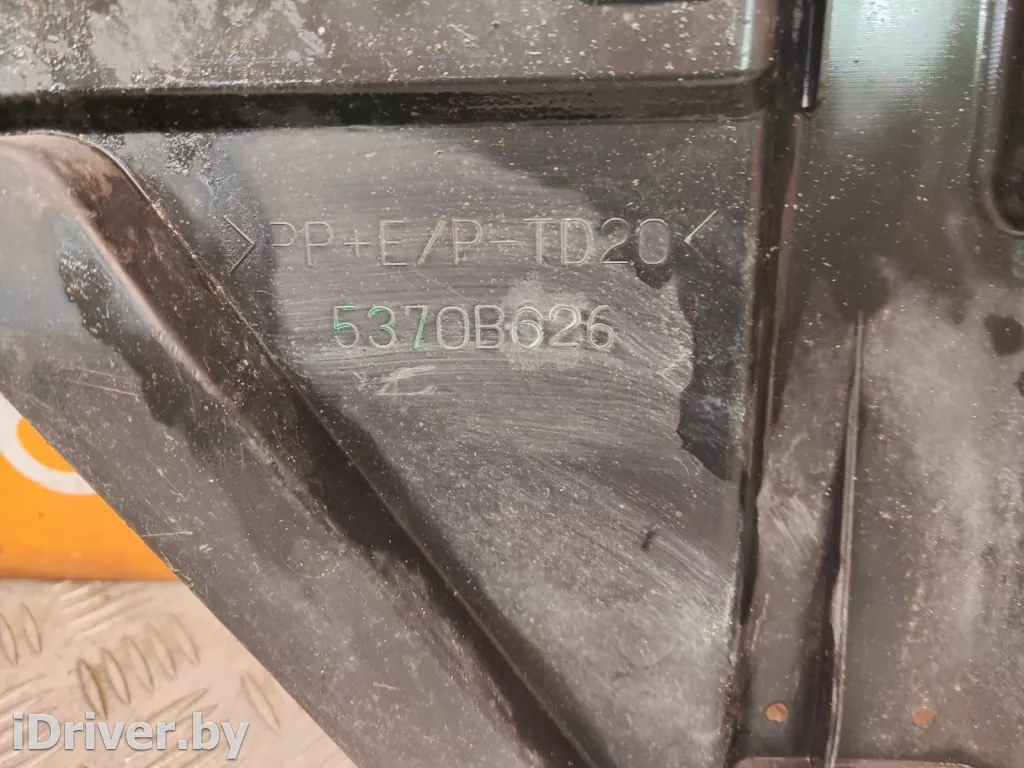 >PP+E/P-TD20<
5370B626
iDriver.by